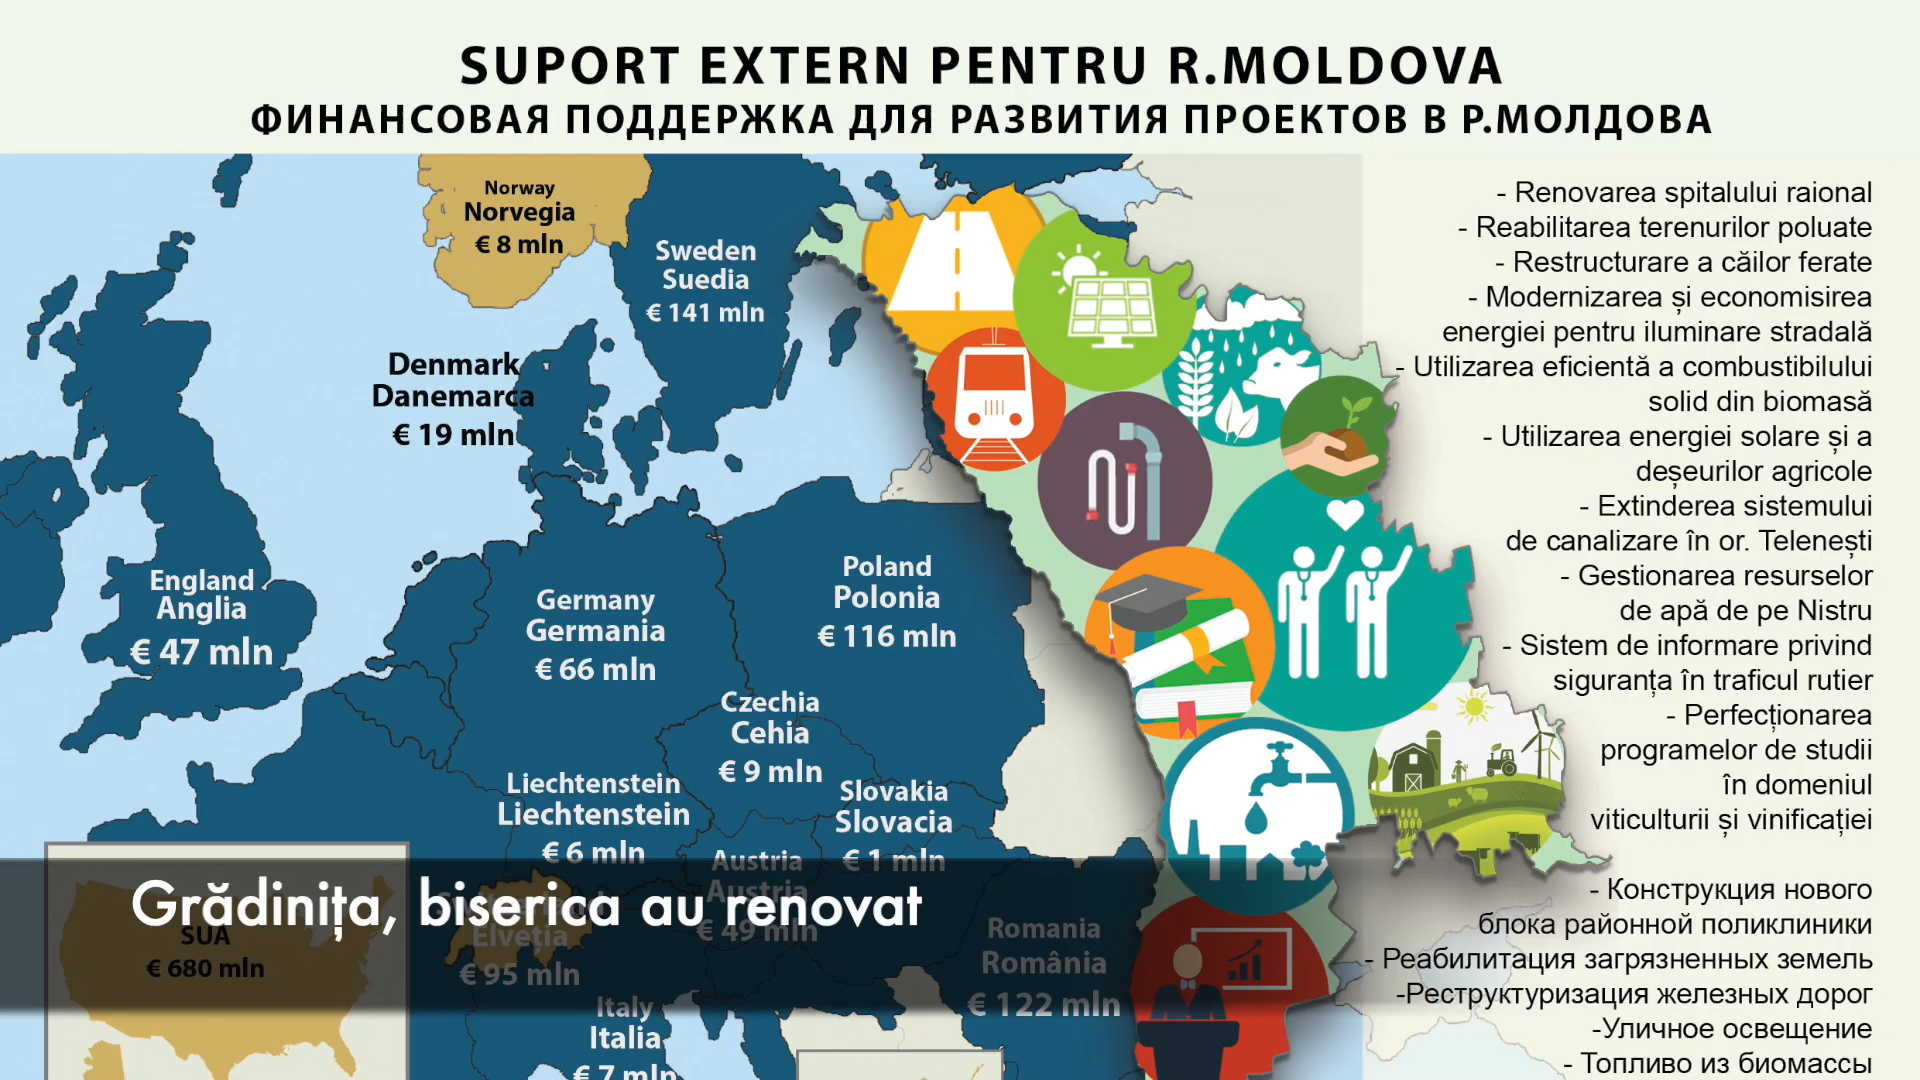 SUPORT EXTERN PENTRU R.MOLDOVA
ФИНАНСОВАЯ ПОДДЕРЖКА ДЛЯ РАЗВИТИЯ ПРОЕКТОВ В Р.МОЛДОВА
Norway
Norvegia
€ 8 mln
Sweden
Suedia
€ 141 mln
Denmark
Danemarca
€ 19 mln
England
Anglia
€ 47 mln
Germany
Germania
€ 66 mln
Poland
Polonia
€ 116 mln
Czechia
Cehia
€ 9 mln
Liechtenstein
Liechtenstein
€ 6 mln
Slovakia
Slovacia
€ 1 mln
Austria
Austria
€ 49 mln
Elveția
€ 95 mln
SUA
€ 680 mln
Italy
Italia
€ 7 mln
Romania
România
€ 122 mln
Grădinița, biserica au renovat
- Renovarea spitalului raional
- Reabilitarea terenurilor poluate
- Restructurare a căilor ferate
- Modernizarea și economisirea
energiei pentru iluminare stradală
- Utilizarea eficientă a combustibilului
solid din biomasă
- Utilizarea energiei solare și a
deșeurilor agricole
- Extinderea sistemului
de canalizare în or. Telenești
- Gestionarea resurselor
de apă de pe Nistru
- Sistem de informare privind
siguranța în traficul rutier
- Perfecționarea
programelor de studii
în domeniul
viticulturii și vinificației
- Конструкция нового
блока районной поликлиники
- Реабилитация загрязненных земель
-Реструктуризация железных дорог
-Уличное освещение
- Топливо из биомассы